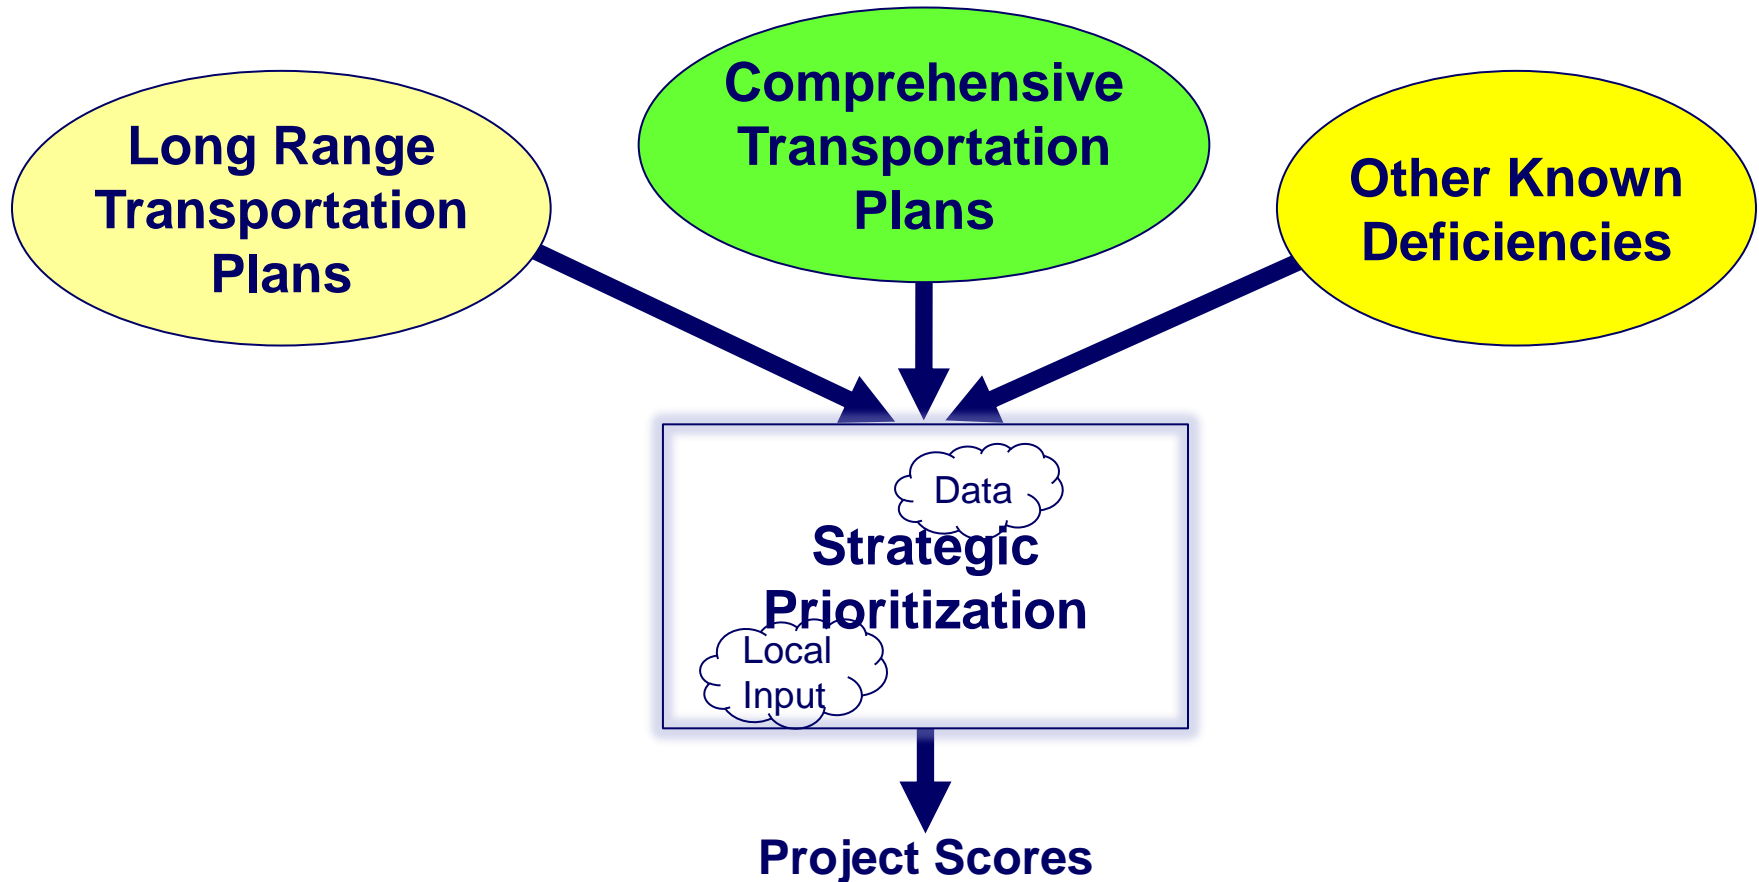 Long Range
Transportation
Plans
Comprehensive
Transportation
Plans
Other Known
Deficiencies
Data
Strategic
Prioritization
Local
Input
Project Scores